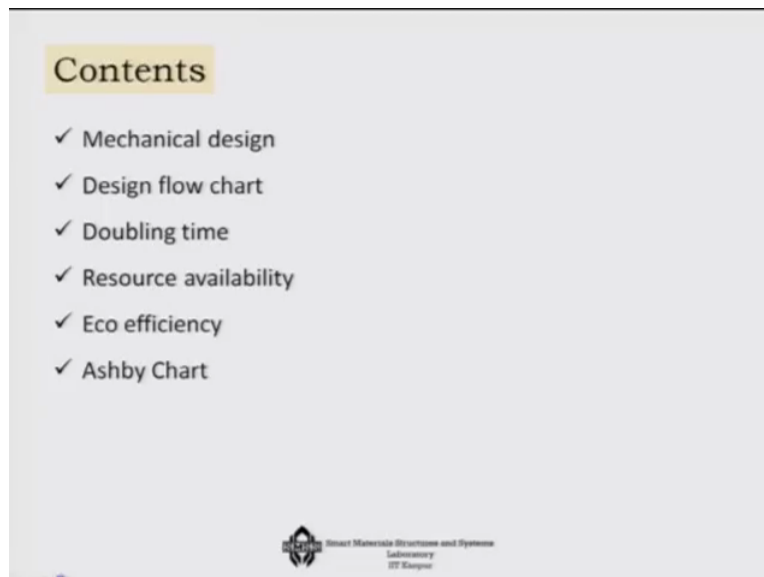 Contents
✓ Mechanical design
✓ Design flow chart
✓ Doubling time
✓ Resource availability
✓ Eco efficiency
✓ Ashby Chart
Smart Materials Structures and Systems
Laboratory
IIT Kanpur